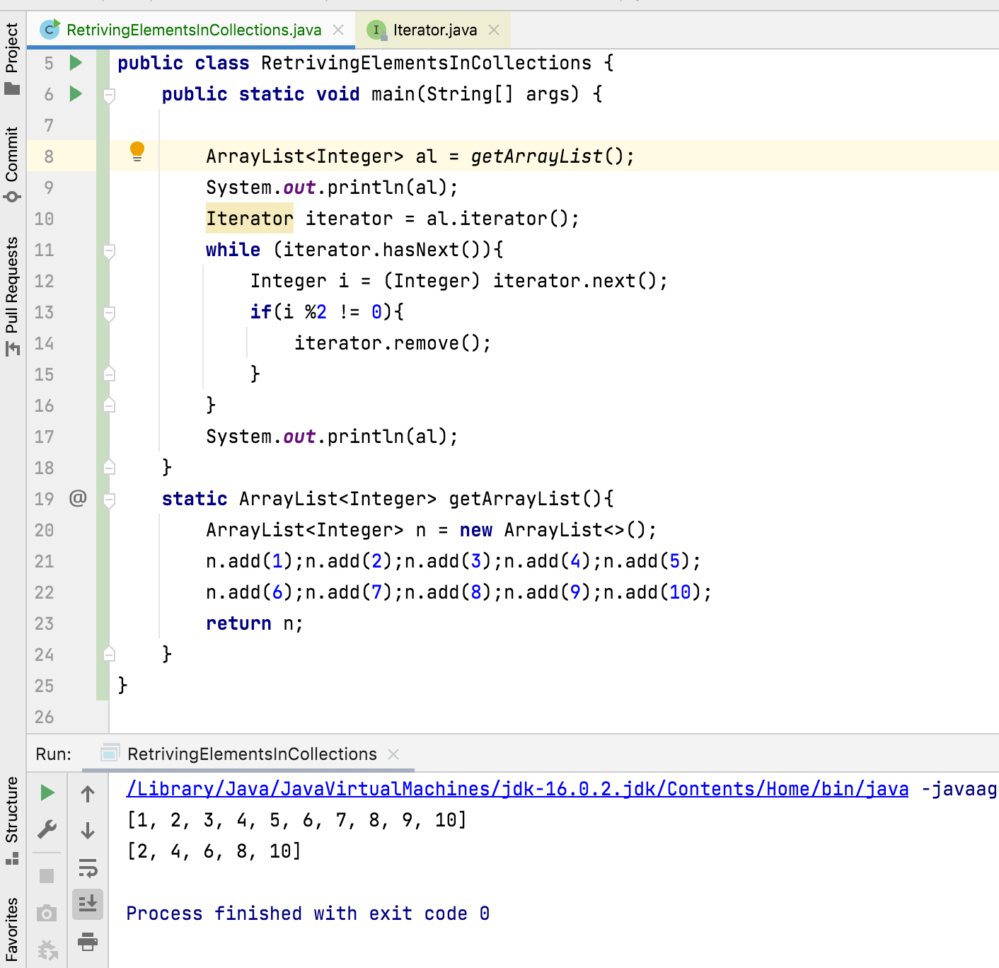 RetrivingElementsInCollections.java
Iterator.java
Project
Commit
Pull Requests
Structure
Favorites
5 public class RetrivingElementsInCollections {
6 public static void main(String[] args) {
7
8 ArrayList<Integer> al = getArrayList();
9 System.out.println(al);
10 Iterator iterator = al.iterator();
11 while (iterator.hasNext()){
12 Integer i = (Integer) iterator.next();
13 if(i %2 != 0){
14 iterator.remove();
15 }
16 }
17 System.out.println(al);
18 }
19 @ static ArrayList<Integer> getArrayList(){
20 ArrayList<Integer> n = new ArrayList<>();
21 n.add(1);n.add(2);n.add(3);n.add(4);n.add(5);
22 n.add(6);n.add(7);n.add(8);n.add(9);n.add(10);
23 return n;
24 }
25 }
26
Run: RetrivingElementsInCollections
/Library/Java/JavaVirtualMachines/jdk-16.0.2.jdk/Contents/Home/bin/java -javaag
[1, 2, 3, 4, 5, 6, 7, 8, 9, 10]
[2, 4, 6, 8, 10]
Process finished with exit code 0